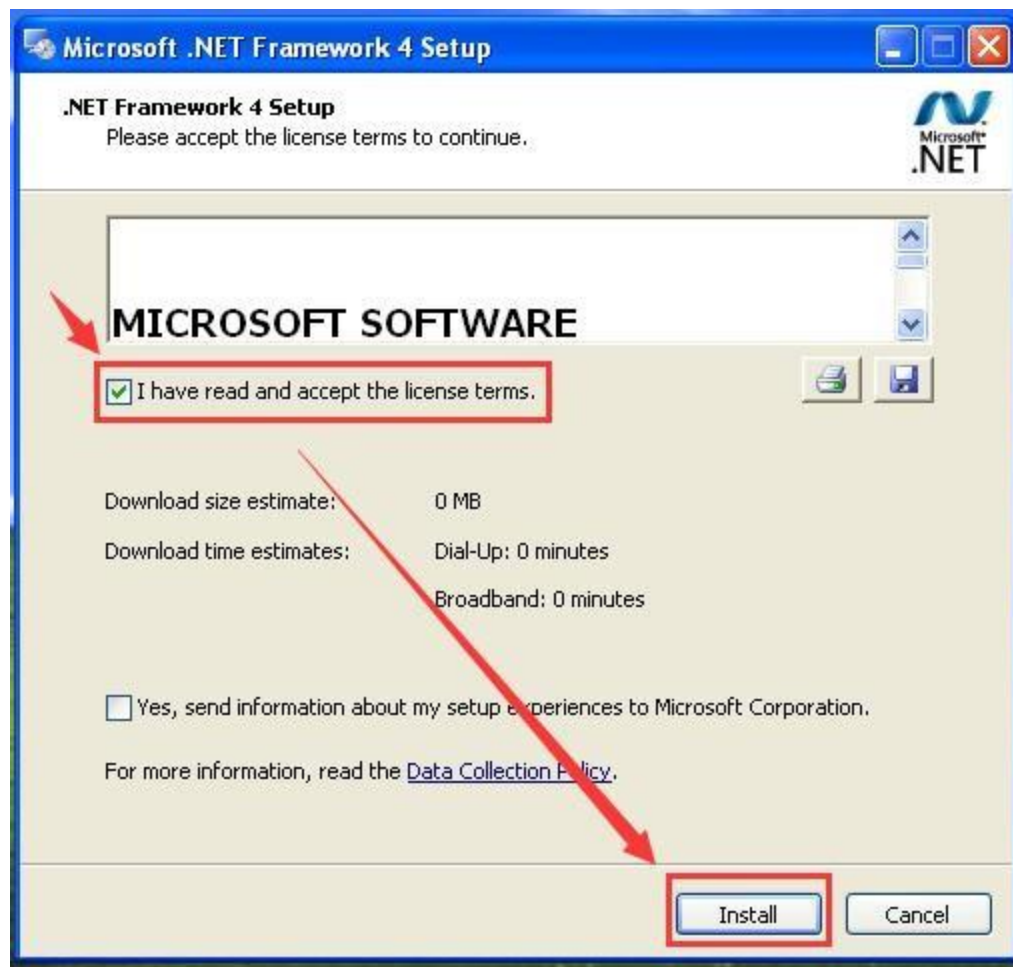 Microsoft .NET Framework 4 Setup
.NET Framework 4 Setup
Please accept the license terms to continue.
Microsoft®
.NET
MICROSOFT SOFTWARE
I have read and accept the license terms.
Download size estimate: 0 MB
Download time estimates: Dial-Up: 0 minutes
Broadband: 0 minutes
Yes, send information about my setup experiences to Microsoft Corporation.
For more information, read the Data Collection Policy.
Install Cancel